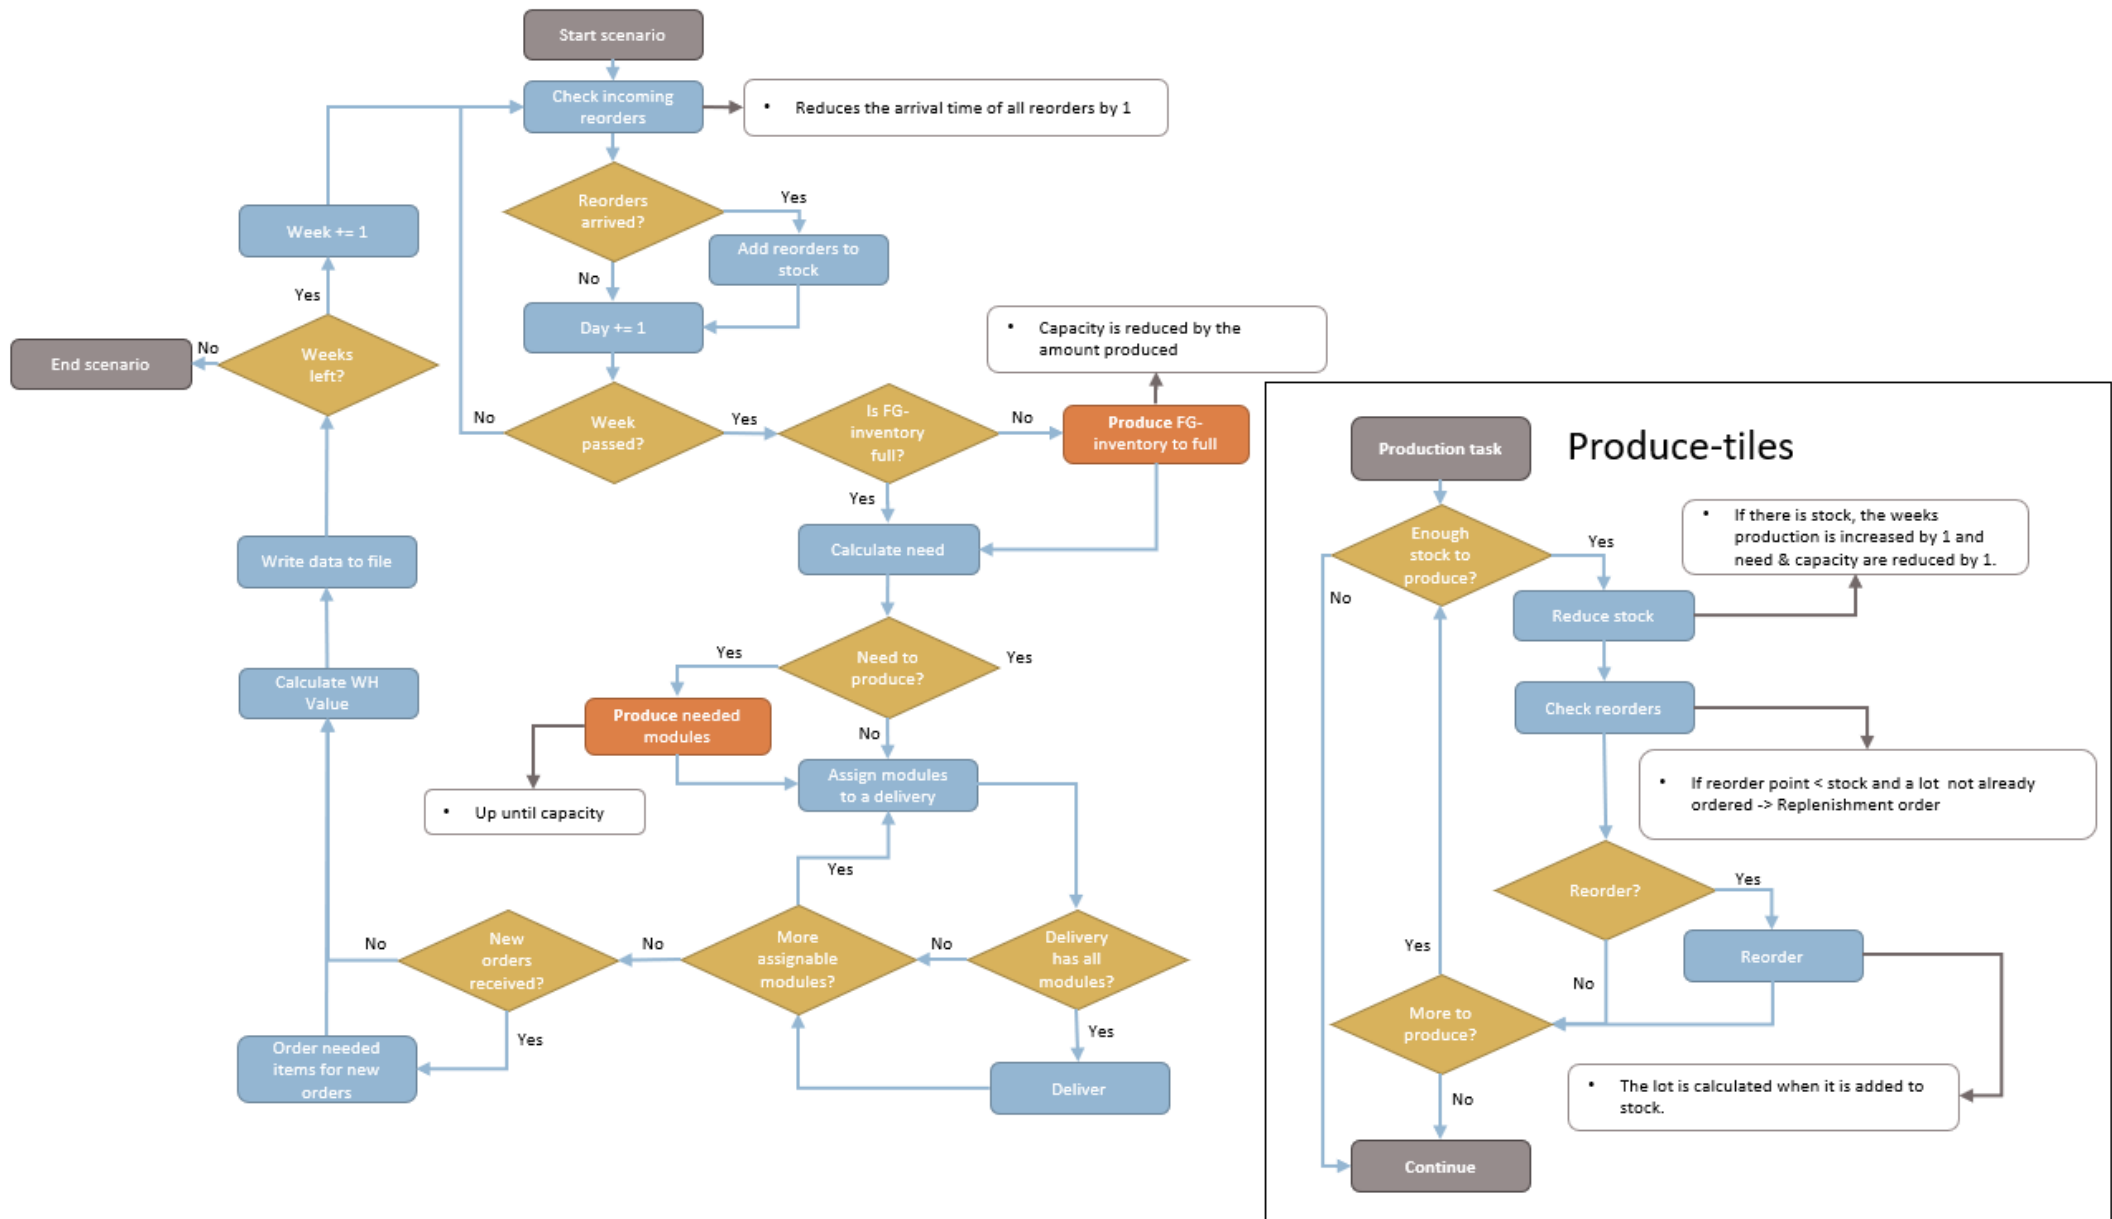 Start scenario
Check incoming
reorders
• Reduces the arrival time of all reorders by 1
Reorders
arrived?
Yes
Add reorders to
stock
No
Day += 1
Week += 1
Yes
Weeks
left?
No
End scenario
Week
passed?
No
Yes
Is FG-
inventory
full?
No
• Capacity is reduced by the
amount produced
Produce FG-
inventory to full
Yes
Calculate need
Need to
produce?
Yes
Yes
Produce needed
modules
• Up until capacity
No
Assign modules
to a delivery
Yes
Delivery
has all
modules?
No
Yes
Deliver
More
assignable
modules?
No
New
orders
received?
No
Yes
Order needed
items for new
orders
Calculate WH
Value
Write data to file
Produce-tiles
Production task
Enough
stock to
produce?
Yes
No
• If there is stock, the weeks
production is increased by 1 and
need & capacity are reduced by 1.
Reduce stock
Check reorders
• If reorder point < stock and a lot not already
ordered -> Replenishment order
Reorder?
Yes
Reorder
No
Yes
More to
produce?
• The lot is calculated when it is added to
stock.
No
Continue